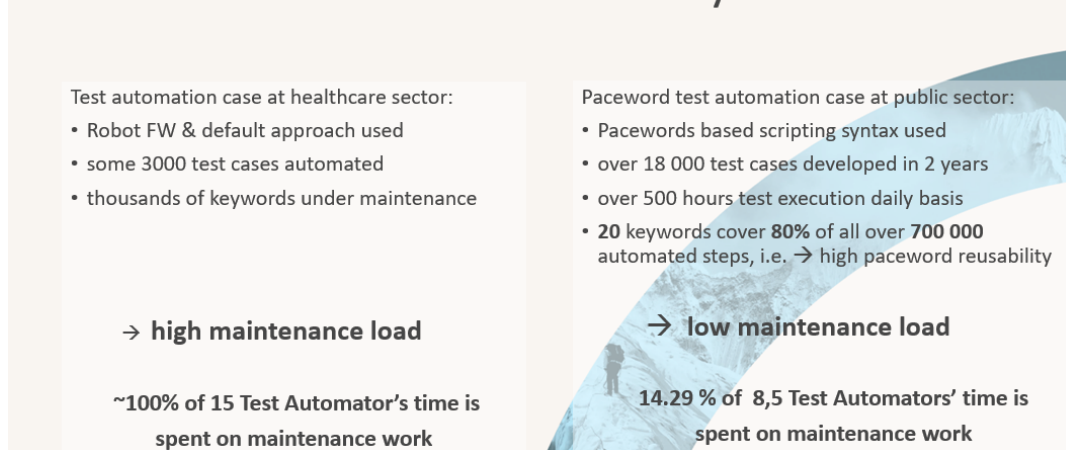 Test automation case at healthcare sector:
• Robot FW & default approach used
• some 3000 test cases automated
• thousands of keywords under maintenance
→ high maintenance load
~100% of 15 Test Automator’s time is
spent on maintenance work
Paceword test automation case at public sector:
• Pacewords based scripting syntax used
• over 18 000 test cases developed in 2 years
• over 500 hours test execution daily basis
• 20 keywords cover 80% of all over 700 000
automated steps, i.e. → high paceword reusability
→ low maintenance load
14.29 % of  8,5 Test Automators’ time is
spent on maintenance work